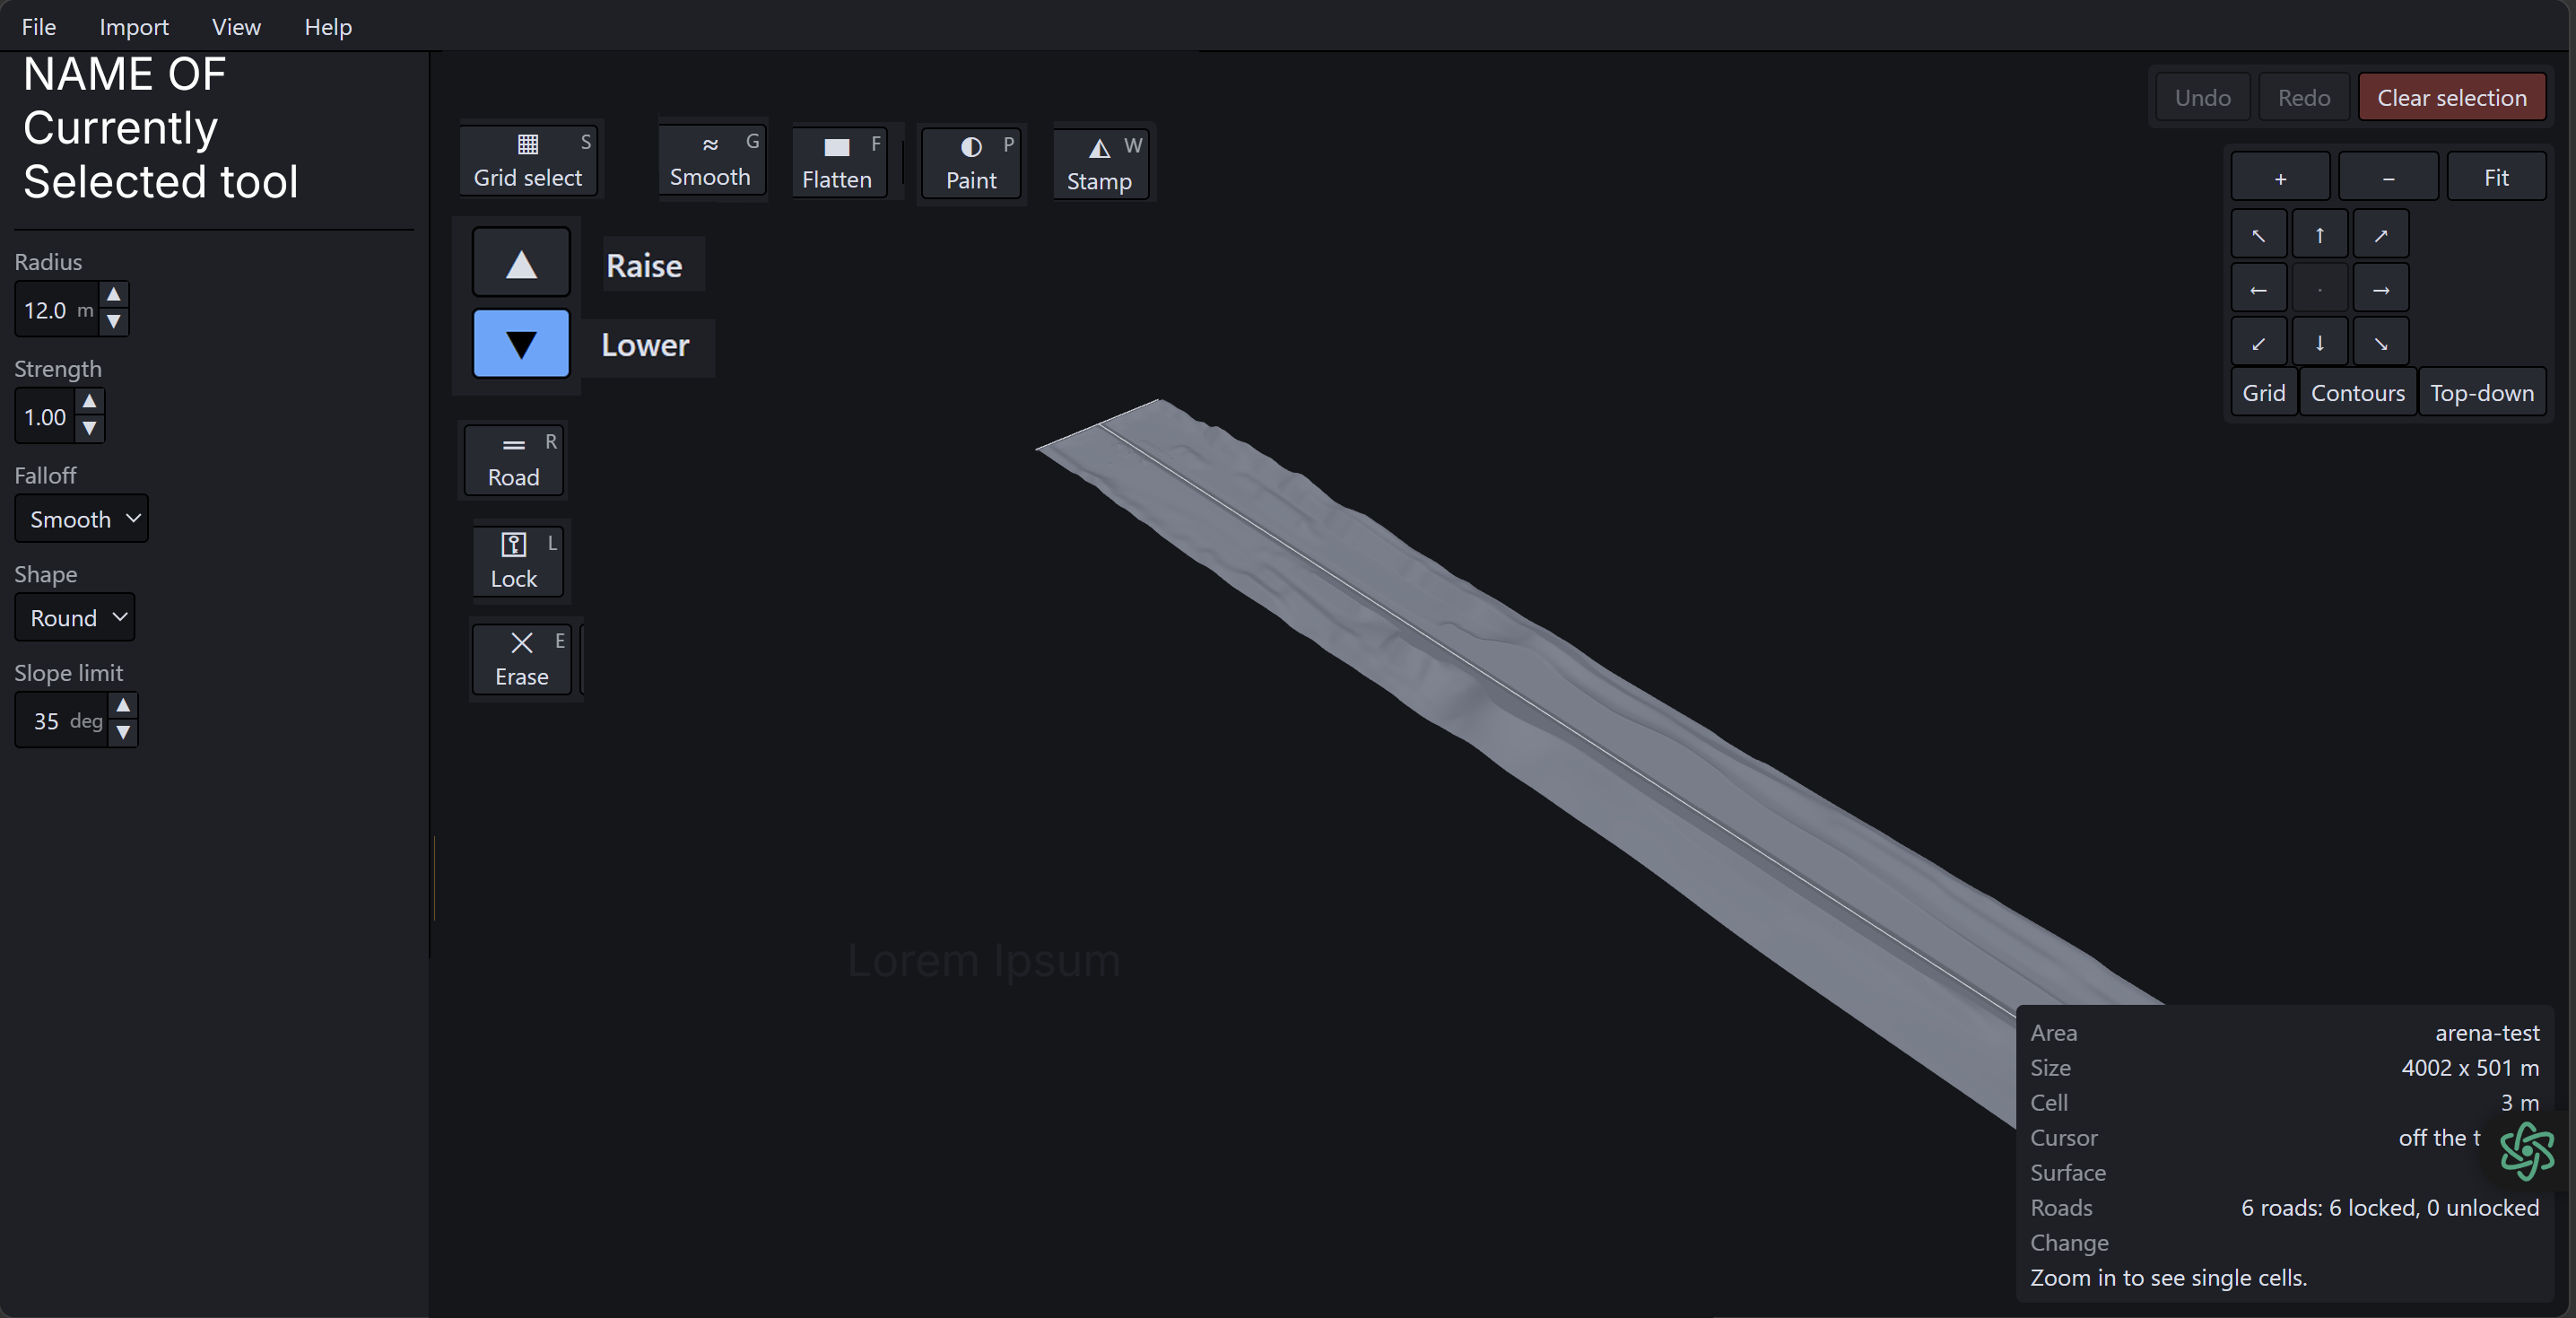 File Import View Help
NAME OF
Currently
Selected tool
Radius
12.0 m
Strength
1.00
Falloff
Smooth
Shape
Round
Slope limit
35 deg
S
Grid select
G
Smooth
F
Flatten
P
Paint
W
Stamp
Raise
Lower
R
Road
L
Lock
E
Erase
Lorem Ipsum
Undo Redo Clear selection
+ − Fit
↖ ↑ ↗
← · →
↙ ↓ ↘
Grid Contours Top-down
Area arena-test
Size 4002 x 501 m
Cell 3 m
Cursor off the t
Surface
Roads 6 roads: 6 locked, 0 unlocked
Change
Zoom in to see single cells.